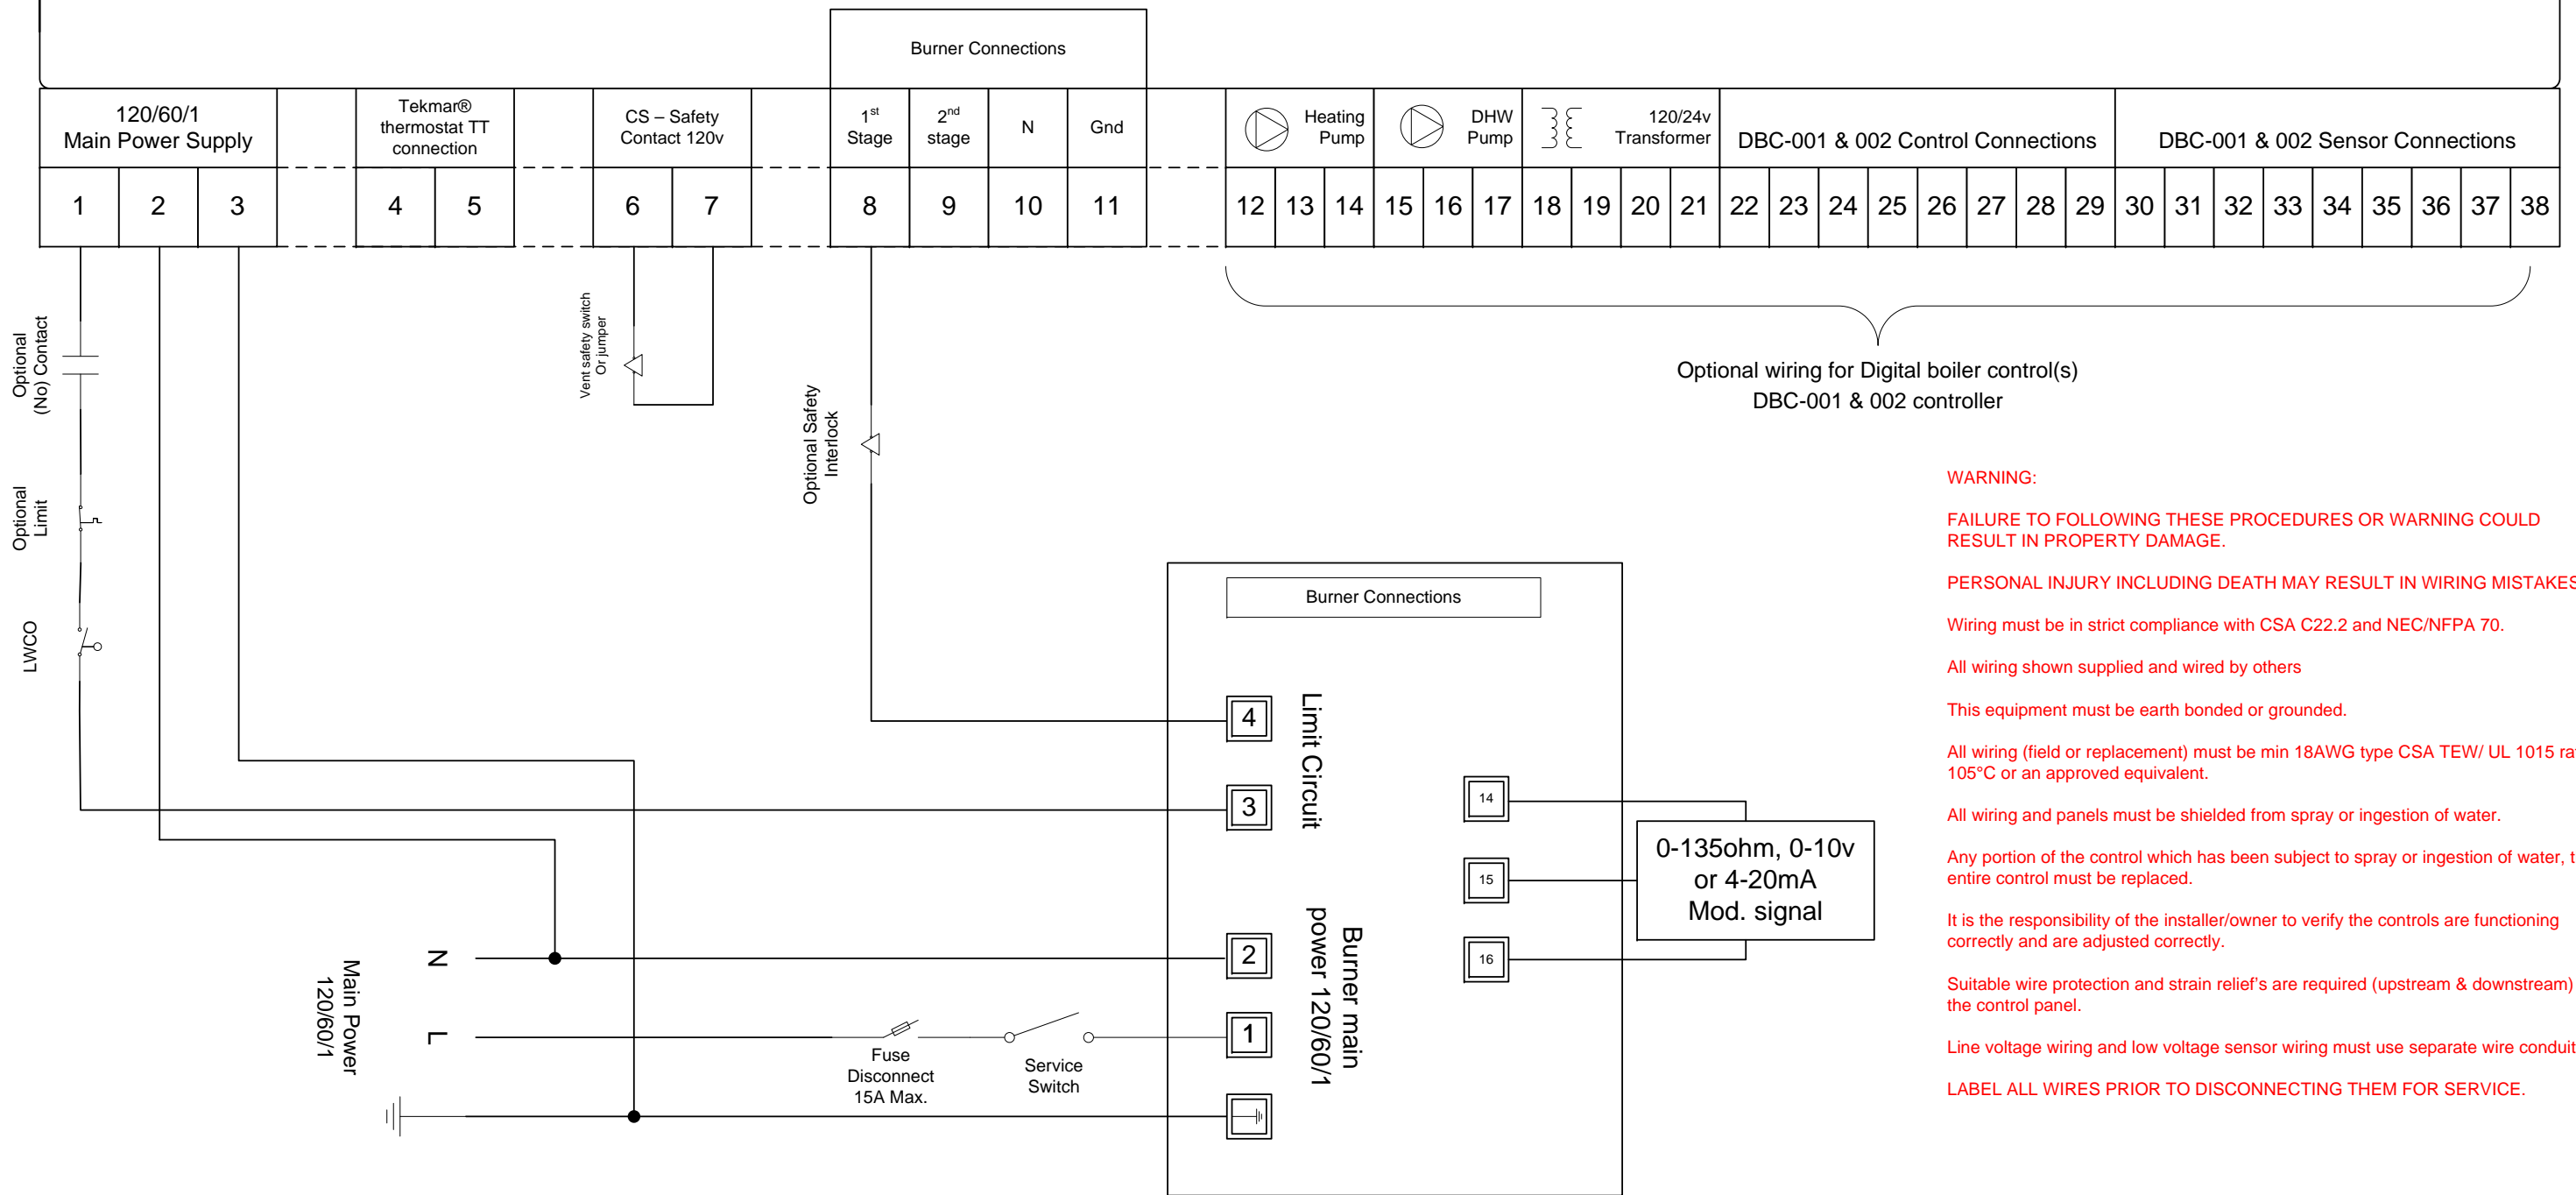 Burner Connections
120/60/1
Main Power Supply
Tekmar®
thermostat TT
connection
CS – Safety
Contact 120v
1st
Stage
2nd
stage
N
Gnd
Heating
Pump
DHW
Pump
120/24v
Transformer
DBC-001 & 002 Control Connections
DBC-001 & 002 Sensor Connections
1 2 3 4 5 6 7 8 9 10 11 12 13 14 15 16 17 18 19 20 21 22 23 24 25 26 27 28 29 30 31 32 33 34 35 36 37 38
Optional
(No) Contact
Optional
Limit
LWCO
Vent safety switch
Or jumper
Optional Safety
Interlock
Optional wiring for Digital boiler control(s)
DBC-001 & 002 controller
Burner Connections
4
3
Limit Circuit
2
1
Burner main
power 120/60/1
14
15
16
0-135ohm, 0-10v
or 4-20mA
Mod. signal
Main Power
120/60/1
N
L
Fuse
Disconnect
15A Max.
Service
Switch
WARNING:
FAILURE TO FOLLOWING THESE PROCEDURES OR WARNING COULD
RESULT IN PROPERTY DAMAGE.
PERSONAL INJURY INCLUDING DEATH MAY RESULT IN WIRING MISTAKES
Wiring must be in strict compliance with CSA C22.2 and NEC/NFPA 70.
All wiring shown supplied and wired by others
This equipment must be earth bonded or grounded.
All wiring (field or replacement) must be min 18AWG type CSA TEW/ UL 1015
105°C or an approved equivalent.
All wiring and panels must be shielded from spray or ingestion of water.
Any portion of the control which has been subject to spray or ingestion of water,
entire control must be replaced.
It is the responsibility of the installer/owner to verify the controls are functioning
correctly and are adjusted correctly.
Suitable wire protection and strain relief's are required (upstream & downstream)
the control panel.
Line voltage wiring and low voltage sensor wiring must use separate wire conduit
LABEL ALL WIRES PRIOR TO DISCONNECTING THEM FOR SERVICE.